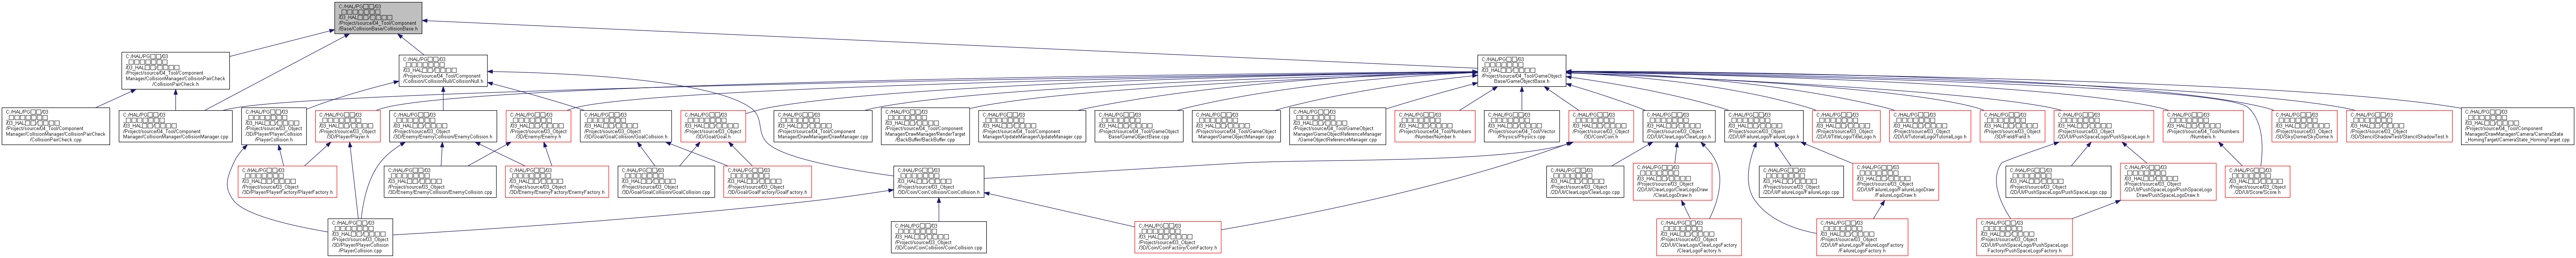 C:/HAL/PG□□/03
_□□□□□□□
/03_HAL□□/□□□□
/Project/source/04_Tool/Component
/Base/CollisionBase/CollisionBase.h
C:/HAL/PG□□/03
_□□□□□□□
/03_HAL□□/□□□□
/Project/source/04_Tool/Component
Manager/CollisionManager/CollisionPairCheck
/CollisionPairCheck.h
C:/HAL/PG□□/03
_□□□□□□□
/03_HAL□□/□□□□
/Project/source/04_Tool/Component
/Collision/CollisionNull/CollisionNull.h
C:/HAL/PG□□/03
_□□□□□□□
/03_HAL□□/□□□□
/Project/source/04_Tool/GameObject
Base/GameObjectBase.h
C:/HAL/PG□□/03
_□□□□□□□
/03_HAL□□/□□□□
/Project/source/04_Tool/Component
Manager/CollisionManager/CollisionPairCheck
/CollisionPairCheck.cpp
C:/HAL/PG□□/03
_□□□□□□□
/03_HAL□□/□□□□
/Project/source/04_Tool/Component
Manager/CollisionManager/CollisionManager.cpp
C:/HAL/PG□□/03
_□□□□□□□
/03_HAL□□/□□□□
/Project/source/03_Object
/3D/Player/PlayerCollision
/PlayerCollision.h
C:/HAL/PG□□/03
_□□□□□□□
/03_HAL□□/□□□□
/Project/source/03_Object
/3D/Player/Player.h
C:/HAL/PG□□/03
_□□□□□□□
/03_HAL□□/□□□□
/Project/source/03_Object
/3D/Enemy/EnemyCollision/EnemyCollision.h
C:/HAL/PG□□/03
_□□□□□□□
/03_HAL□□/□□□□
/Project/source/03_Object
/3D/Enemy/Enemy.h
C:/HAL/PG□□/03
_□□□□□□□
/03_HAL□□/□□□□
/Project/source/03_Object
/3D/Goal/GoalCollision/GoalCollision.h
C:/HAL/PG□□/03
_□□□□□□□
/03_HAL□□/□□□□
/Project/source/03_Object
/3D/Goal/Goal.h
C:/HAL/PG□□/03
_□□□□□□□
/03_HAL□□/□□□□
/Project/source/04_Tool/Component
Manager/DrawManager/DrawManager.cpp
C:/HAL/PG□□/03
_□□□□□□□
/03_HAL□□/□□□□
/Project/source/04_Tool/Component
Manager/DrawManager/RenderTarget
/BackBuffer/BackBuffer.cpp
C:/HAL/PG□□/03
_□□□□□□□
/03_HAL□□/□□□□
/Project/source/04_Tool/Component
Manager/UpdateManager/UpdateManager.cpp
C:/HAL/PG□□/03
_□□□□□□□
/03_HAL□□/□□□□
/Project/source/04_Tool/GameObject
Base/GameObjectBase.cpp
C:/HAL/PG□□/03
_□□□□□□□
/03_HAL□□/□□□□
/Project/source/04_Tool/GameObject
Manager/GameObjectManager.cpp
C:/HAL/PG□□/03
_□□□□□□□
/03_HAL□□/□□□□
/Project/source/04_Tool/GameObject
Manager/GameObjectReferenceManager
/GameObjectReferenceManager.cpp
C:/HAL/PG□□/03
_□□□□□□□
/03_HAL□□/□□□□
/Project/source/04_Tool/Numbers
/Number/Number.h
C:/HAL/PG□□/03
_□□□□□□□
/03_HAL□□/□□□□
/Project/source/04_Tool/Vector
/Physics/Physics.h
C:/HAL/PG□□/03
_□□□□□□□
/03_HAL□□/□□□□
/Project/source/03_Object
/3D/Coin/Coin.h
C:/HAL/PG□□/03
_□□□□□□□
/03_HAL□□/□□□□
/Project/source/03_Object
/2D/UI/ClearLogo/ClearLogo.h
C:/HAL/PG□□/03
_□□□□□□□
/03_HAL□□/□□□□
/Project/source/03_Object
/2D/UI/FailureLogo/FailureLogo.h
C:/HAL/PG□□/03
_□□□□□□□
/03_HAL□□/□□□□
/Project/source/03_Object
/2D/UI/TitleLogo/TitleLogo.h
C:/HAL/PG□□/03
_□□□□□□□
/03_HAL□□/□□□□
/Project/source/03_Object
/2D/UI/TutorialLogo/TutorialLogo.h
C:/HAL/PG□□/03
_□□□□□□□
/03_HAL□□/□□□□
/Project/source/03_Object
/3D/Field/Field.h
C:/HAL/PG□□/03
_□□□□□□□
/03_HAL□□/□□□□
/Project/source/03_Object
/2D/UI/PushSpaceLogo/PushSpaceLogo.h
C:/HAL/PG□□/03
_□□□□□□□
/03_HAL□□/□□□□
/Project/source/04_Tool/Numbers
/Numbers.h
C:/HAL/PG□□/03
_□□□□□□□
/03_HAL□□/□□□□
/Project/source/03_Object
/3D/SkyDome/SkyDome.h
C:/HAL/PG□□/03
_□□□□□□□
/03_HAL□□/□□□□
/Project/source/03_Object
/3D/StencilShadowTest/StencilShadowTest.h
C:/HAL/PG□□/03
_□□□□□□□
/03_HAL□□/□□□□
/Project/source/04_Tool/Component
Manager/DrawManager/Camera/CameraState
_HomingTarget/CameraState_HomingTarget.cpp
C:/HAL/PG□□/03
_□□□□□□□
/03_HAL□□/□□□□
/Project/source/03_Object
/3D/Player/PlayerFactory/PlayerFactory.h
C:/HAL/PG□□/03
_□□□□□□□
/03_HAL□□/□□□□
/Project/source/03_Object
/3D/Enemy/EnemyCollision/EnemyCollision.cpp
C:/HAL/PG□□/03
_□□□□□□□
/03_HAL□□/□□□□
/Project/source/03_Object
/3D/Enemy/EnemyFactory/EnemyFactory.h
C:/HAL/PG□□/03
_□□□□□□□
/03_HAL□□/□□□□
/Project/source/03_Object
/3D/Goal/GoalCollision/GoalCollision.cpp
C:/HAL/PG□□/03
_□□□□□□□
/03_HAL□□/□□□□
/Project/source/03_Object
/3D/Goal/GoalFactory/GoalFactory.h
C:/HAL/PG□□/03
_□□□□□□□
/03_HAL□□/□□□□
/Project/source/03_Object
/3D/Coin/CoinCollision/CoinCollision.h
C:/HAL/PG□□/03
_□□□□□□□
/03_HAL□□/□□□□
/Project/source/03_Object
/2D/UI/ClearLogo/ClearLogo.cpp
C:/HAL/PG□□/03
_□□□□□□□
/03_HAL□□/□□□□
/Project/source/03_Object
/2D/UI/ClearLogo/ClearLogoDraw
/ClearLogoDraw.h
C:/HAL/PG□□/03
_□□□□□□□
/03_HAL□□/□□□□
/Project/source/03_Object
/2D/UI/FailureLogo/FailureLogo.cpp
C:/HAL/PG□□/03
_□□□□□□□
/03_HAL□□/□□□□
/Project/source/03_Object
/2D/UI/FailureLogo/FailureLogoDraw
/FailureLogoDraw.h
C:/HAL/PG□□/03
_□□□□□□□
/03_HAL□□/□□□□
/Project/source/03_Object
/2D/UI/PushSpaceLogo/PushSpaceLogo.cpp
C:/HAL/PG□□/03
_□□□□□□□
/03_HAL□□/□□□□
/Project/source/03_Object
/2D/UI/PushSpaceLogo/PushSpaceLogo
Draw/PushSpaceLogoDraw.h
C:/HAL/PG□□/03
_□□□□□□□
/03_HAL□□/□□□□
/Project/source/03_Object
/2D/UI/Score/Score.h
C:/HAL/PG□□/03
_□□□□□□□
/03_HAL□□/□□□□
/Project/source/03_Object
/3D/Player/PlayerCollision
/PlayerCollision.cpp
C:/HAL/PG□□/03
_□□□□□□□
/03_HAL□□/□□□□
/Project/source/03_Object
/3D/Coin/CoinCollision/CoinCollision.cpp
C:/HAL/PG□□/03
_□□□□□□□
/03_HAL□□/□□□□
/Project/source/03_Object
/3D/Coin/CoinFactory/CoinFactory.h
C:/HAL/PG□□/03
_□□□□□□□
/03_HAL□□/□□□□
/Project/source/03_Object
/2D/UI/ClearLogo/ClearLogoFactory
/ClearLogoFactory.h
C:/HAL/PG□□/03
_□□□□□□□
/03_HAL□□/□□□□
/Project/source/03_Object
/2D/UI/FailureLogo/FailureLogoFactory
/FailureLogoFactory.h
C:/HAL/PG□□/03
_□□□□□□□
/03_HAL□□/□□□□
/Project/source/03_Object
/2D/UI/PushSpaceLogo/PushSpaceLogo
Factory/PushSpaceLogoFactory.h